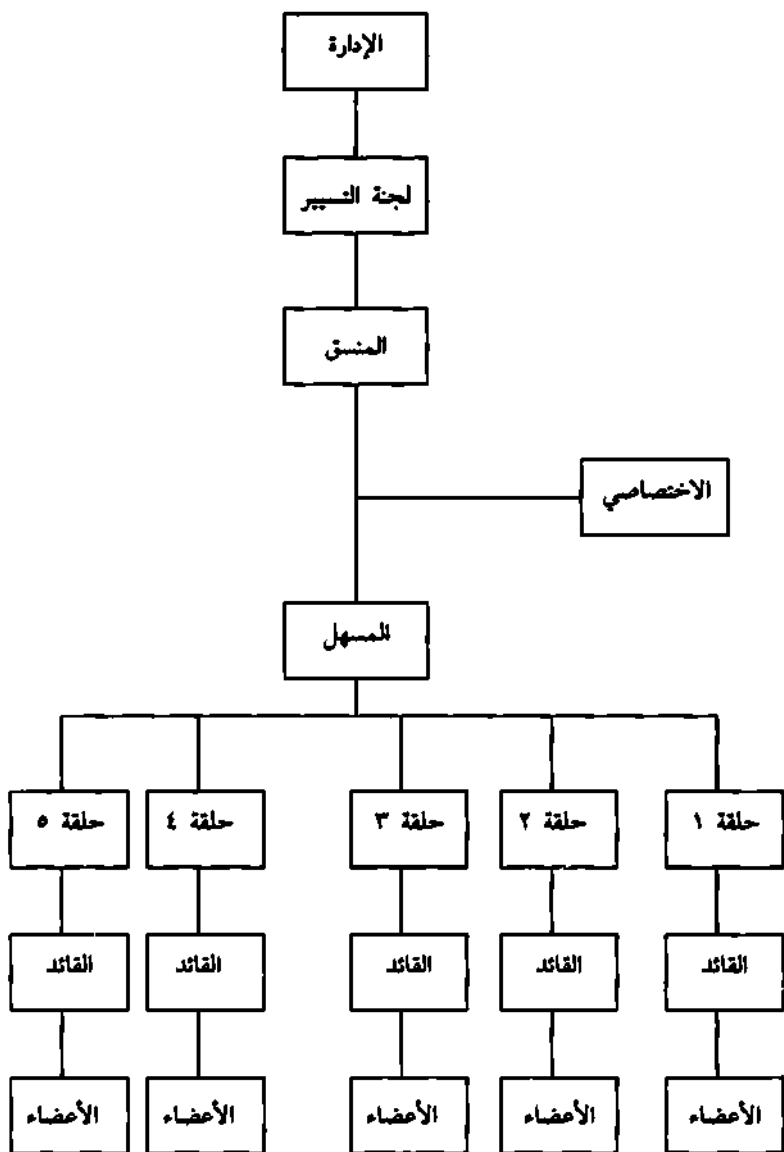 الإدارة
لجنة التسيير
المنسق
الاختصاصي
المسهل
حلقة ١
حلقة ٢
حلقة ٣
حلقة ٤
حلقة ٥
القائد
القائد
القائد
القائد
القائد
الأعضاء
الأعضاء
الأعضاء
الأعضاء
الأعضاء